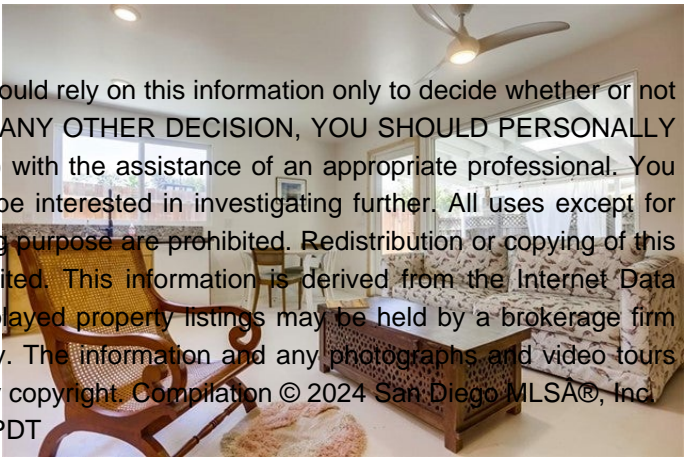 ould rely on this information only to decide whether or not
ANY OTHER DECISION, YOU SHOULD PERSONALLY
with the assistance of an appropriate professional. You
be interested in investigating further. All uses except for
g purpose are prohibited. Redistribution or copying of this
ited. This information is derived from the Internet Data
played property listings may be held by a brokerage firm
y. The information and any photographs and video tours
y copyright. Compilation © 2024 San Diego MLSA®, Inc.
PDT